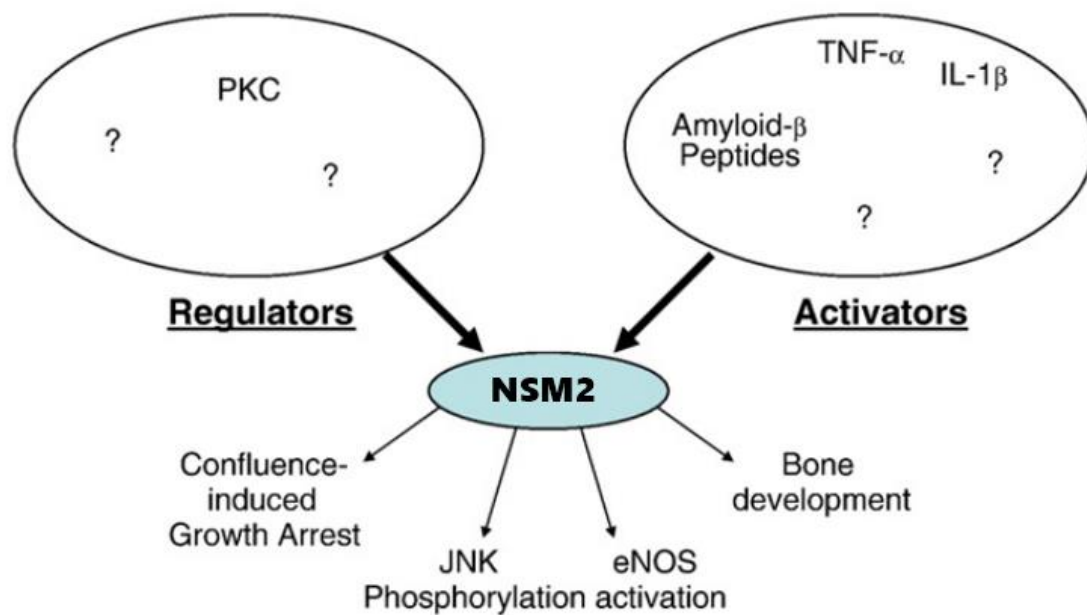 PKC
?
?
TNF-α
IL-1β
Amyloid-β
Peptides
?
?
Regulators
Activators
NSM2
Confluence-
induced
Growth Arrest
JNK
Phosphorylation
eNOS
activation
Bone
development